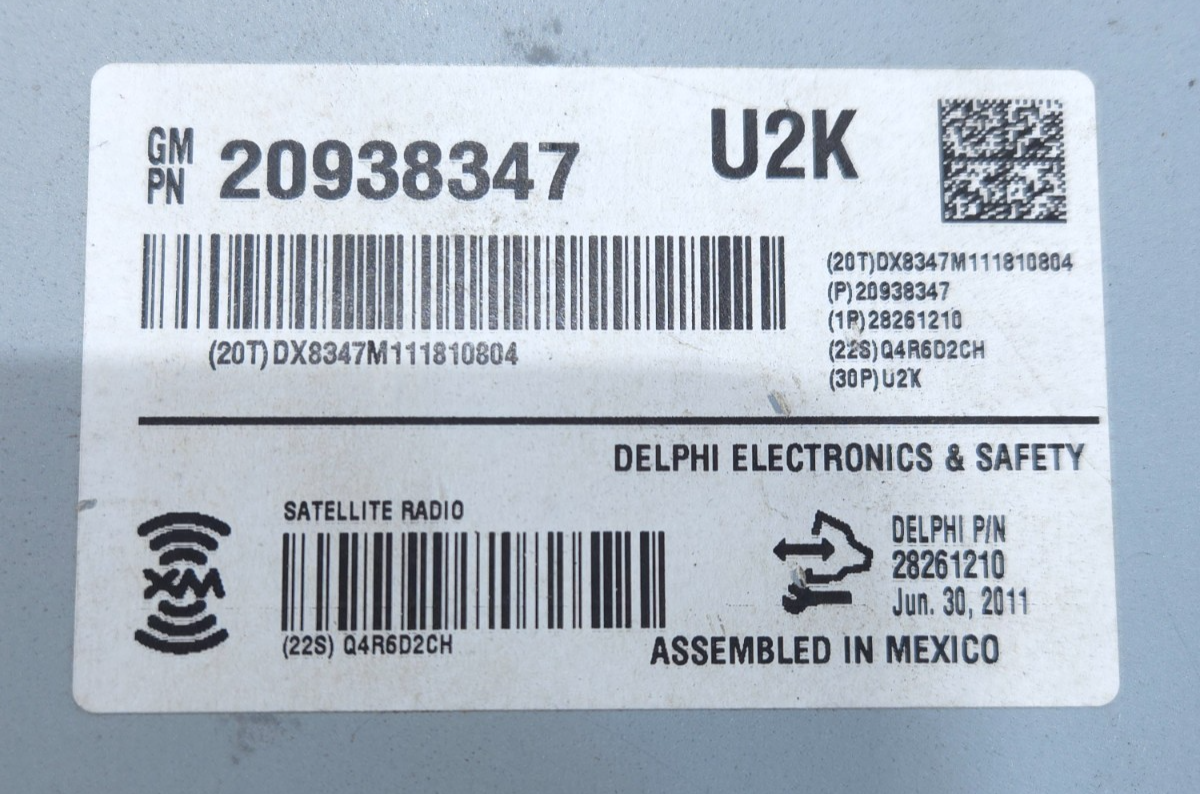 GM
PN
20938347
U2K
(20T)DX8347M111810804
(20T)DX8347M111810804
(P)20938347
(1P)28261210
(22S)Q4R6D2CH
(30P)U2K
DELPHI ELECTRONICS & SAFETY
XM
SATELLITE RADIO
(22S) Q4R6D2CH
DELPHI P/N
28261210
Jun. 30, 2011
ASSEMBLED IN MEXICO